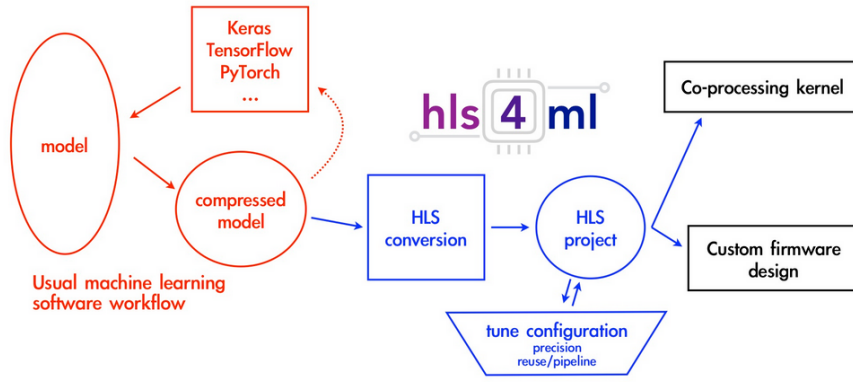 Keras
TensorFlow
PyTorch
...
model
compressed
model
Usual machine learning
software workflow
hls 4 ml
HLS
conversion
HLS
project
tune configuration
precision
reuse/pipeline
Co-processing kernel
Custom firmware
design